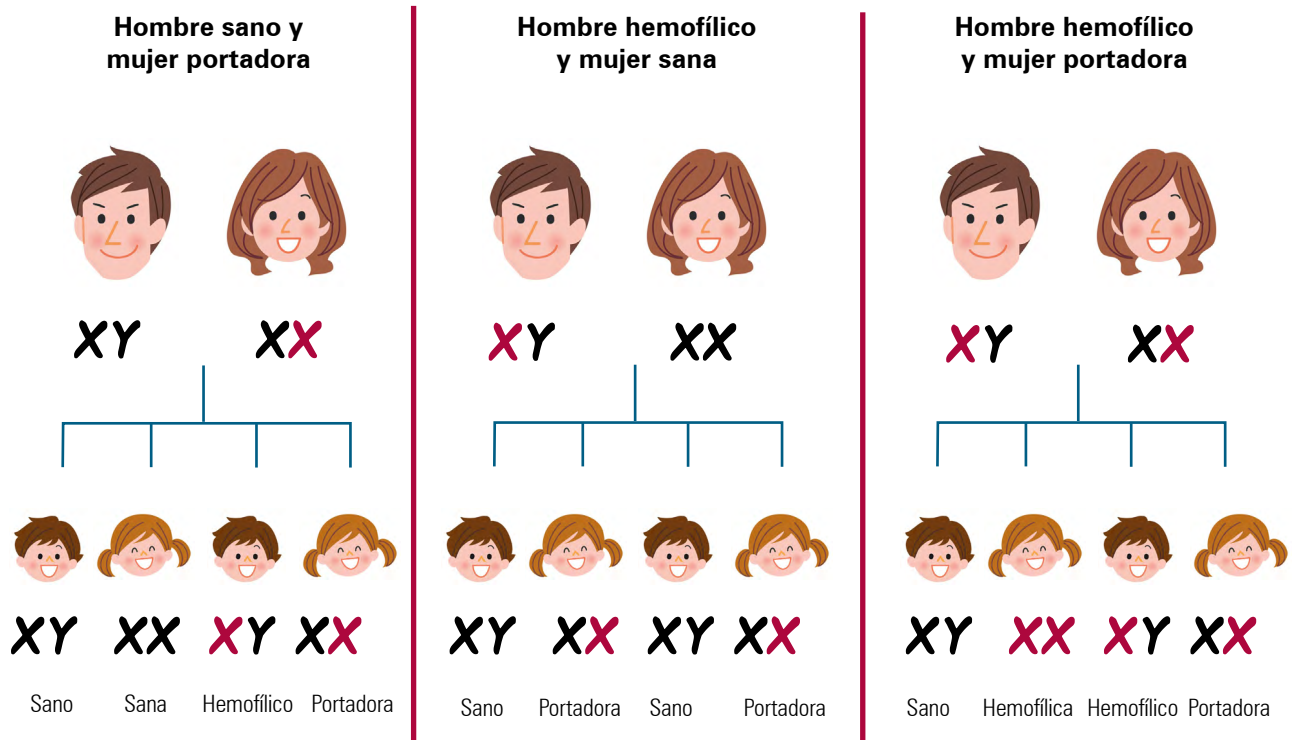 Hombre sano y
mujer portadora
XY XX
XY XX XY XX
Sano Sana Hemofílico Portadora
Hombre hemofílico
y mujer sana
XY XX
XY XX XY XX
Sano Portadora Sano Portadora
Hombre hemofílico
y mujer portadora
XY XX
XY XX XY XX
Sano Hemofílica Hemofílico Portadora